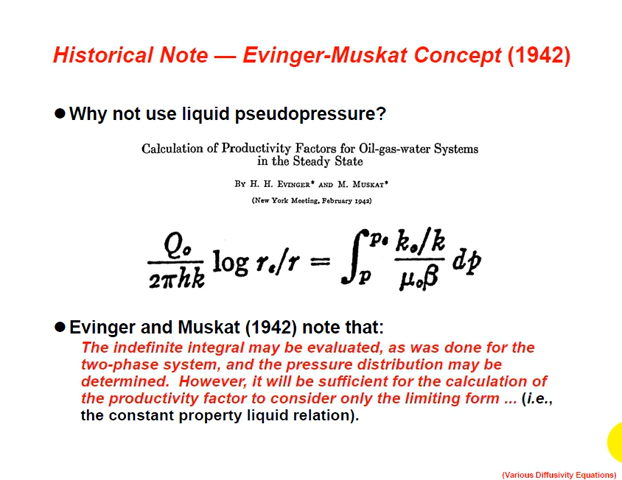 Historical Note — Evinger-Muskat Concept (1942)
●Why not use liquid pseudopressure?
Calculation of Productivity Factors for Oil-gas-water Systems
in the Steady State
By H. H. Evinger* and M. Muskat*
(New York Meeting, February 1942)
Qₒ/2πhk log rₑ/r = ∫ₚ^pₑ (kₒ/k)/(μₒβ) dp
●Evinger and Muskat (1942) note that:
The indefinite integral may be evaluated, as was done for the
two-phase system, and the pressure distribution may be
determined. However, it will be sufficient for the calculation of
the productivity factor to consider only the limiting form ... (i.e.,
the constant property liquid relation).
(Various Diffusivity Equations)